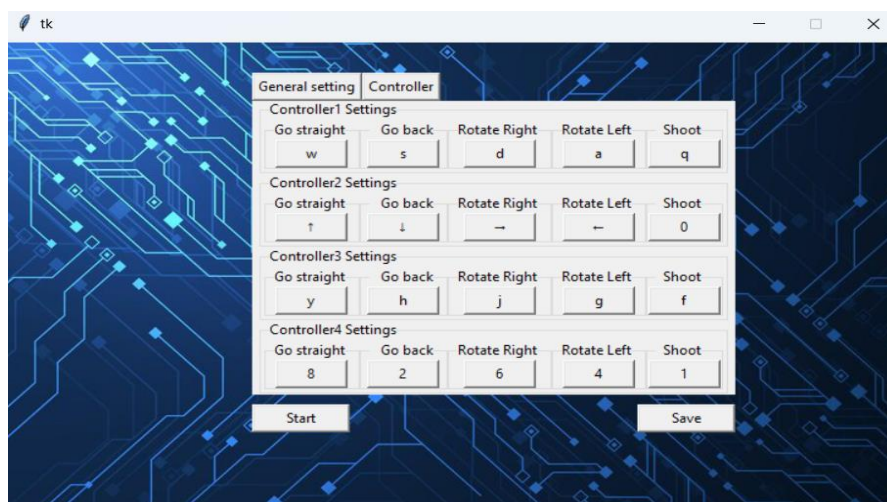 tk
General setting Controller
Controller1 Settings
Go straight Go back Rotate Right Rotate Left Shoot
w s d a q
Controller2 Settings
Go straight Go back Rotate Right Rotate Left Shoot
↑ ↓ → ← 0
Controller3 Settings
Go straight Go back Rotate Right Rotate Left Shoot
y h j g f
Controller4 Settings
Go straight Go back Rotate Right Rotate Left Shoot
8 2 6 4 1
Start Save